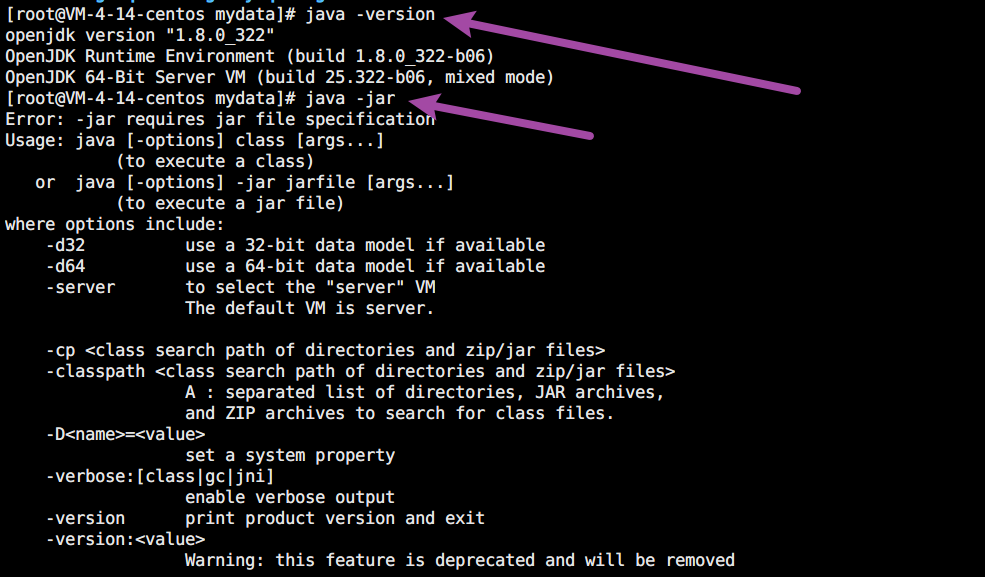 [root@VM-4-14-centos mydata]# java -version
openjdk version "1.8.0_322"
OpenJDK Runtime Environment (build 1.8.0_322-b06)
OpenJDK 64-Bit Server VM (build 25.322-b06, mixed mode)
[root@VM-4-14-centos mydata]# java -jar
Error: -jar requires jar file specification
Usage: java [-options] class [args...]
           (to execute a class)
   or  java [-options] -jar jarfile [args...]
           (to execute a jar file)
where options include:
    -d32          use a 32-bit data model if available
    -d64          use a 64-bit data model if available
    -server       to select the "server" VM
                  The default VM is server.

    -cp <class search path of directories and zip/jar files>
    -classpath <class search path of directories and zip/jar files>
                  A : separated list of directories, JAR archives,
                  and ZIP archives to search for class files.
    -D<name>=<value>
                  set a system property
    -verbose:[class|gc|jni]
                  enable verbose output
    -version      print product version and exit
    -version:<value>
                  Warning: this feature is deprecated and will be removed